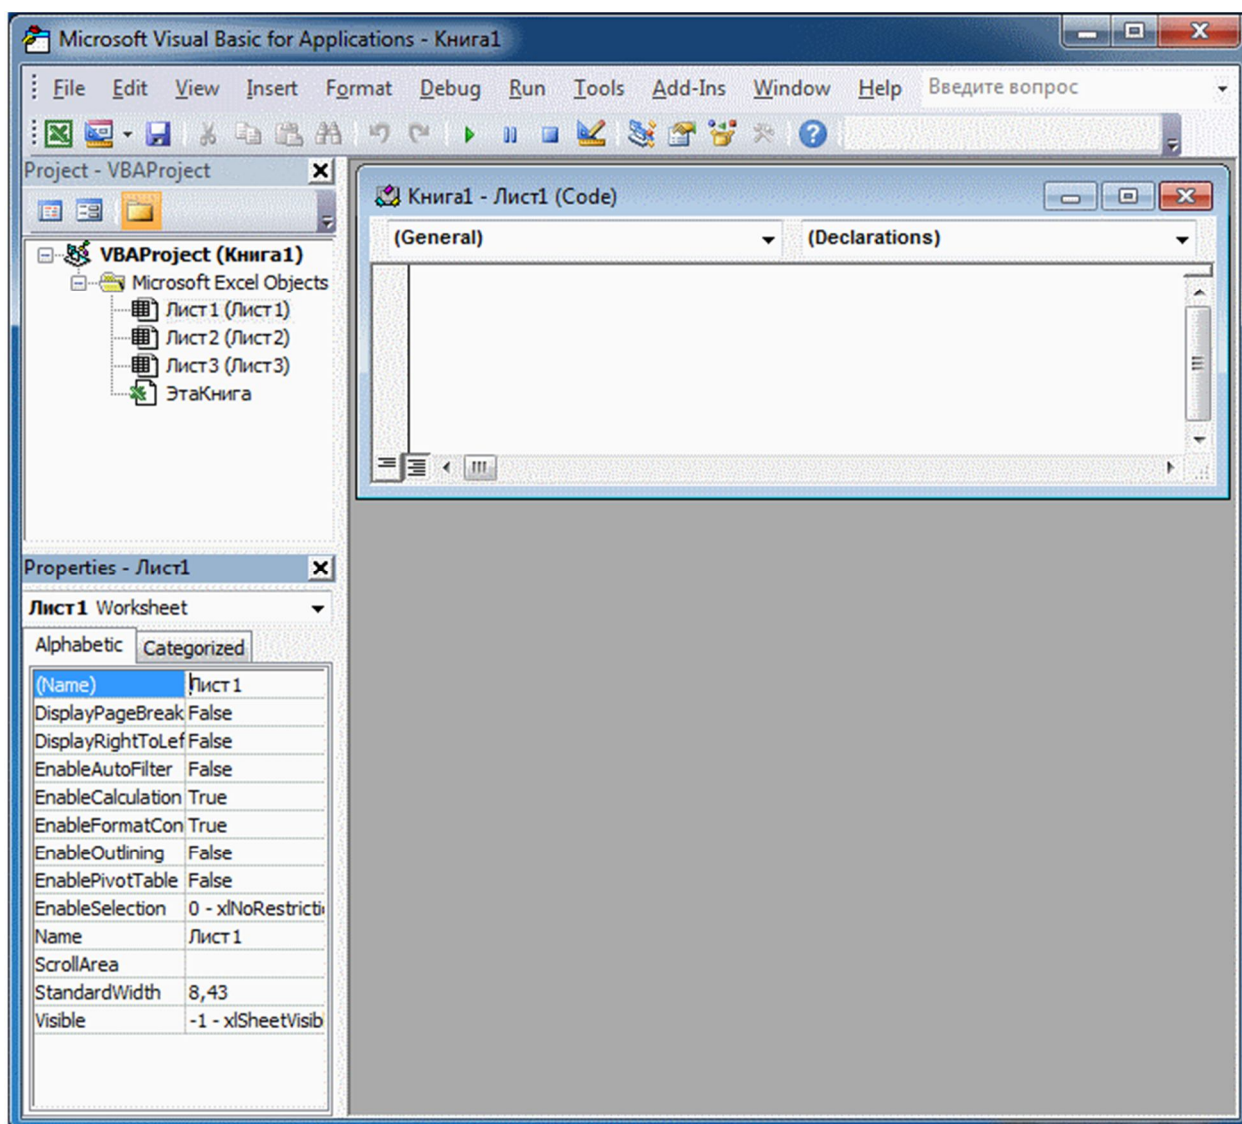 Microsoft Visual Basic for Applications - Книга1
File Edit View Insert Format Debug Run Tools Add-Ins Window Help Введите вопрос
Project - VBAProject
VBAProject (Книга1)
Microsoft Excel Objects
Лист1 (Лист1)
Лист2 (Лист2)
Лист3 (Лист3)
ЭтаКнига
Книга1 - Лист1 (Code)
(General) (Declarations)
Properties - Лист1
Лист1 Worksheet
Alphabetic Categorized
(Name) Лист1
DisplayPageBreak False
DisplayRightToLef False
EnableAutoFilter False
EnableCalculation True
EnableFormatCon True
EnableOutlining False
EnablePivotTable False
EnableSelection 0 - xlNoRestricti
Name Лист1
ScrollArea
StandardWidth 8,43
Visible -1 - xlSheetVisib